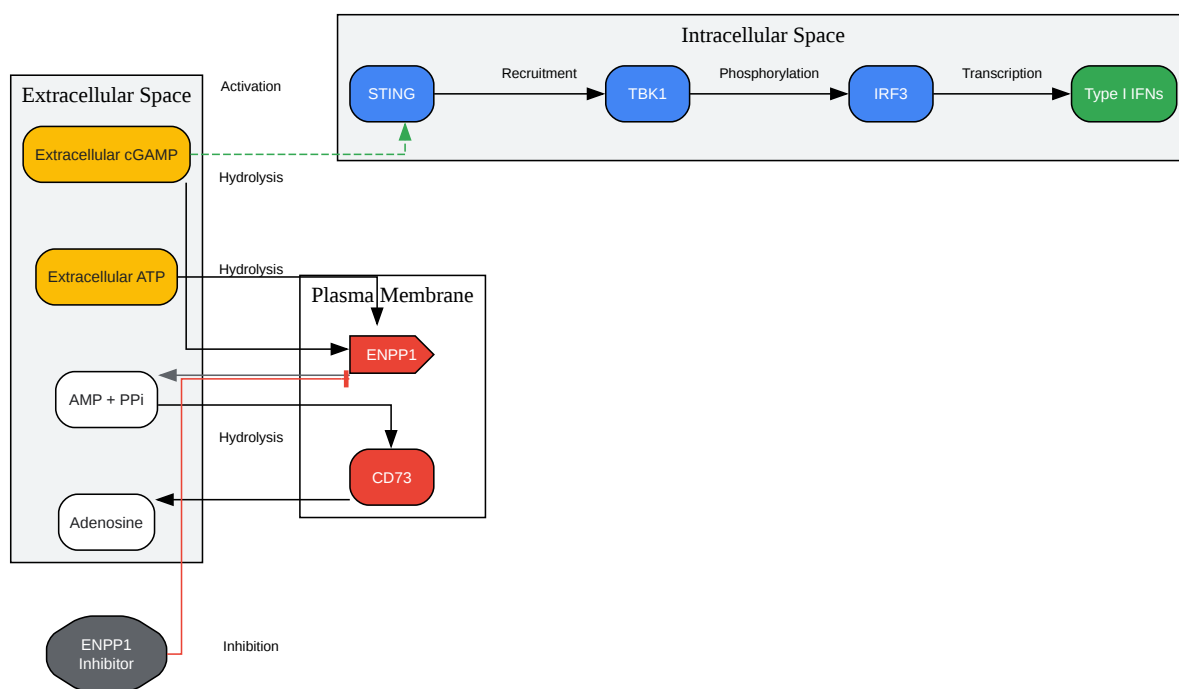 Intracellular Space
STING
Recruitment
TBK1
Phosphorylation
IRF3
Transcription
Type I IFNs
Extracellular Space
Activation
Extracellular cGAMP
Hydrolysis
Extracellular ATP
Hydrolysis
Plasma Membrane
ENPP1
AMP + PPi
Hydrolysis
CD73
Adenosine
ENPP1
Inhibitor
Inhibition